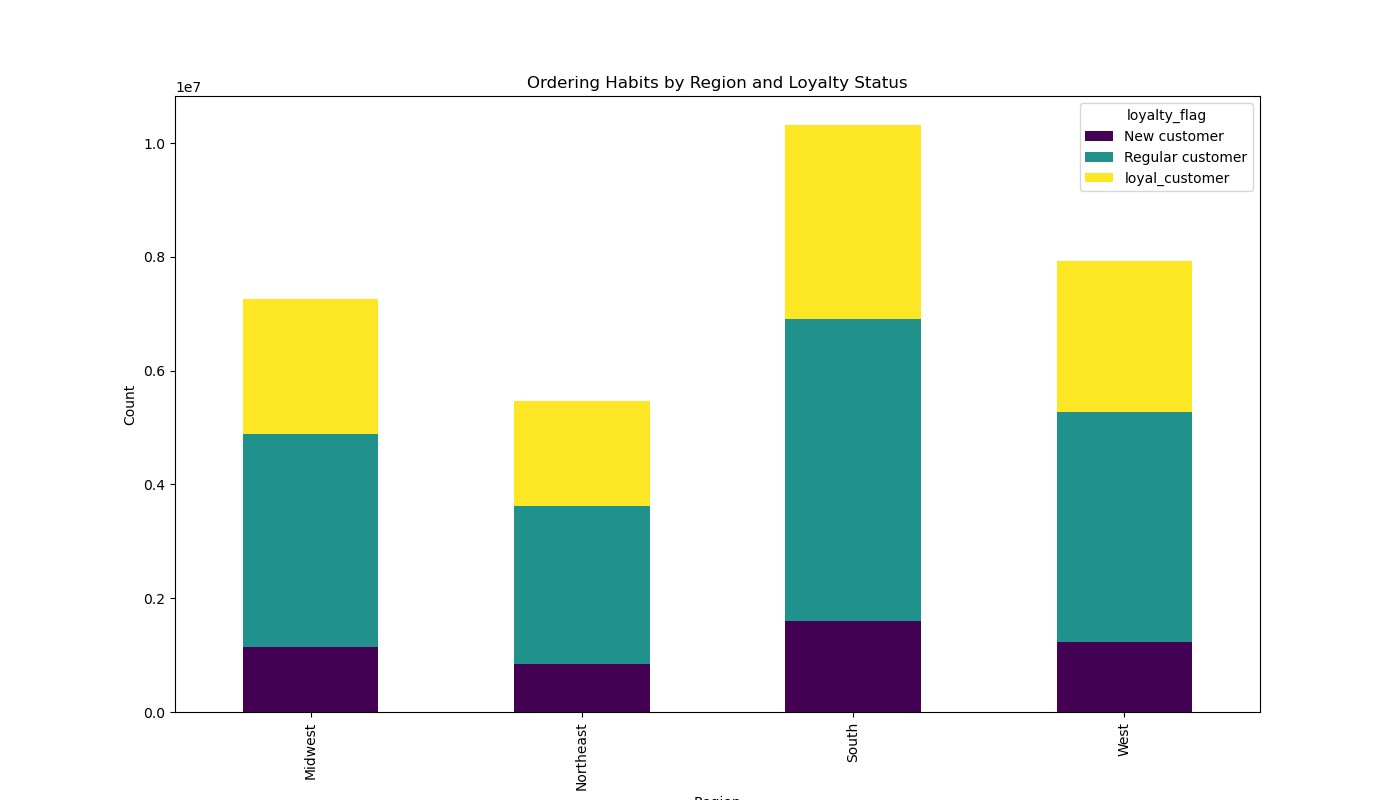 Ordering Habits by Region and Loyalty Status
1e7
loyalty_flag
New customer
Regular customer
loyal_customer
1.0
0.8
0.6
0.4
0.2
0.0
Count
Midwest
Northeast
South
West
Region